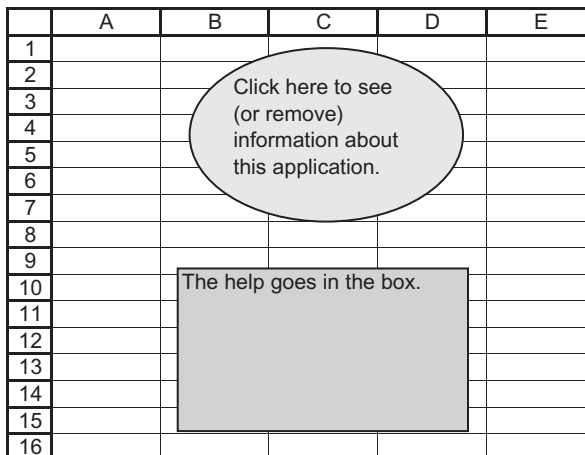 A B C D E
1
2
Click here to see
3
(or remove)
4
information about
5
this application.
6
7
8
9
10
The help goes in the box.
11
12
13
14
15
16